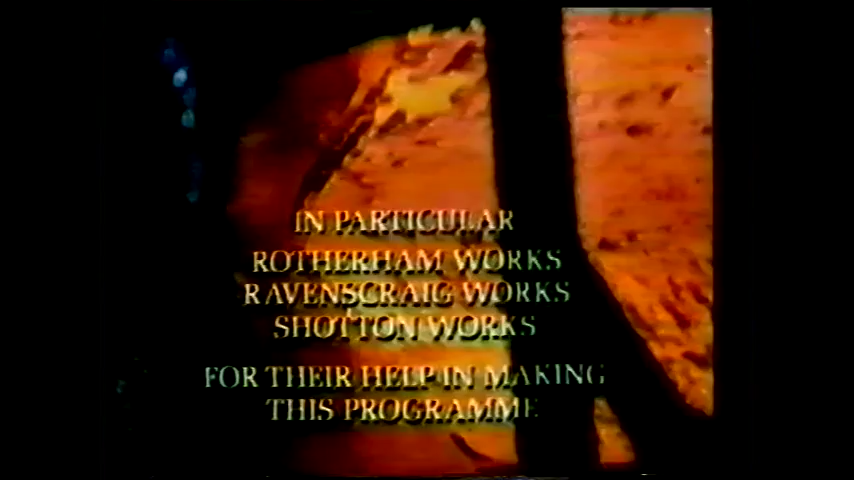 IN PARTICULAR
ROTHERHAM WORKS
RAVENSCRAIG WORKS
SHOTTON WORKS
FOR THEIR HELP IN MAKING
THIS PROGRAMME